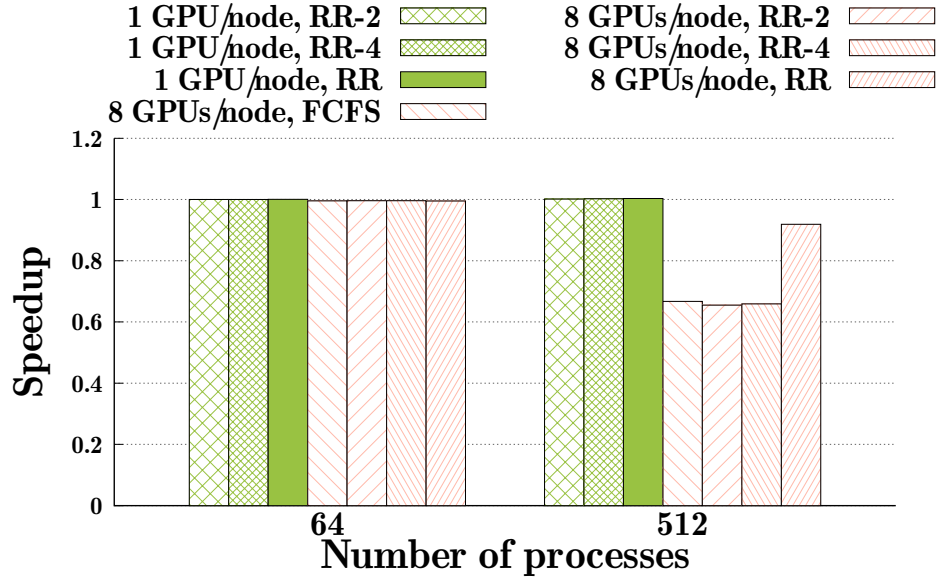 1 GPU/node, RR-2
1 GPU/node, RR-4
1 GPU/node, RR
8 GPUs/node, FCFS
8 GPUs/node, RR-2
8 GPUs/node, RR-4
8 GPUs/node, RR
Speedup
1.2
1
0.8
0.6
0.4
0.2
0
64
512
Number of processes